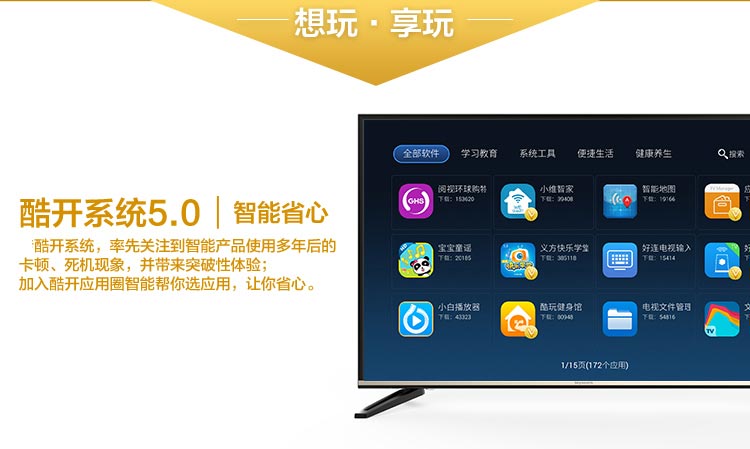 想玩·享玩
酷开系统5.0 | 智能省心
酷开系统，率先关注到智能产品使用多年后的
卡顿、死机现象，并带来突破性体验；
加入酷开应用圈智能帮你选应用，让你省心。
全部软件 学习教育 系统工具 便捷生活 健康养生 搜索
阅视环球购物 小维智家 智能地图
下载：153620 下载：39408 下载：19166
宝宝童谣 义方快乐学堂 好连电视输入
下载：20185 下载：385118 下载：15414
小白播放器 酷玩健身馆 电视文件管理
下载：43323 下载：80948 下载：54816
GHS
TV
1/15页(172个应用)